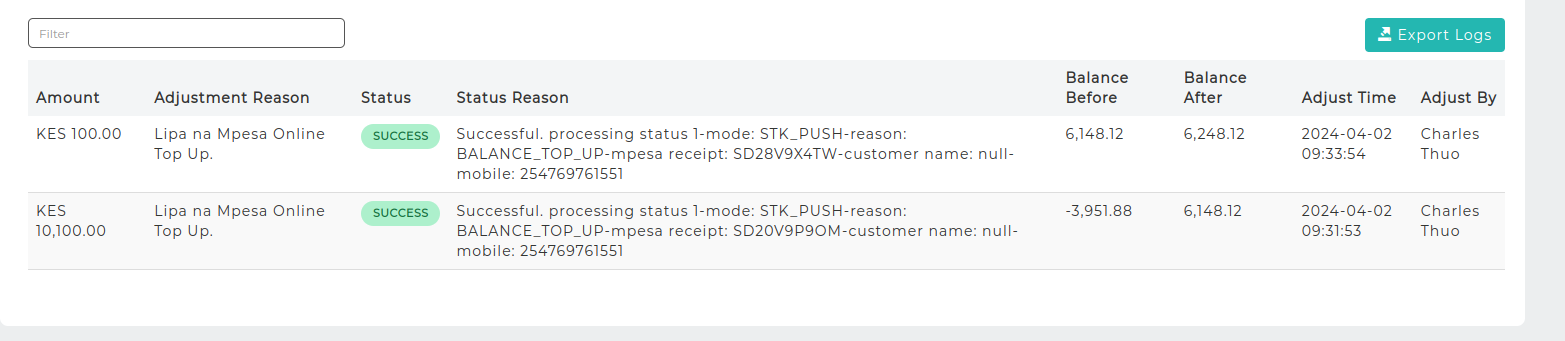 Filter
Export Logs
Amount Adjustment Reason Status Status Reason Balance Before Balance After Adjust Time Adjust By
KES 100.00 Lipa na Mpesa Online SUCCESS Successful. processing status 1-mode: STK_PUSH-reason: 6,148.12 6,248.12 2024-04-02 Charles
Top Up. BALANCE_TOP_UP-mpesa receipt: SD28V9X4TW-customer name: null- 09:33:54 Thuo
mobile: 254769761551
KES Lipa na Mpesa Online SUCCESS Successful. processing status 1-mode: STK_PUSH-reason: -3,951.88 6,148.12 2024-04-02 Charles
10,100.00 Top Up. BALANCE_TOP_UP-mpesa receipt: SD20V9P9OM-customer name: null- 09:31:53 Thuo
mobile: 254769761551